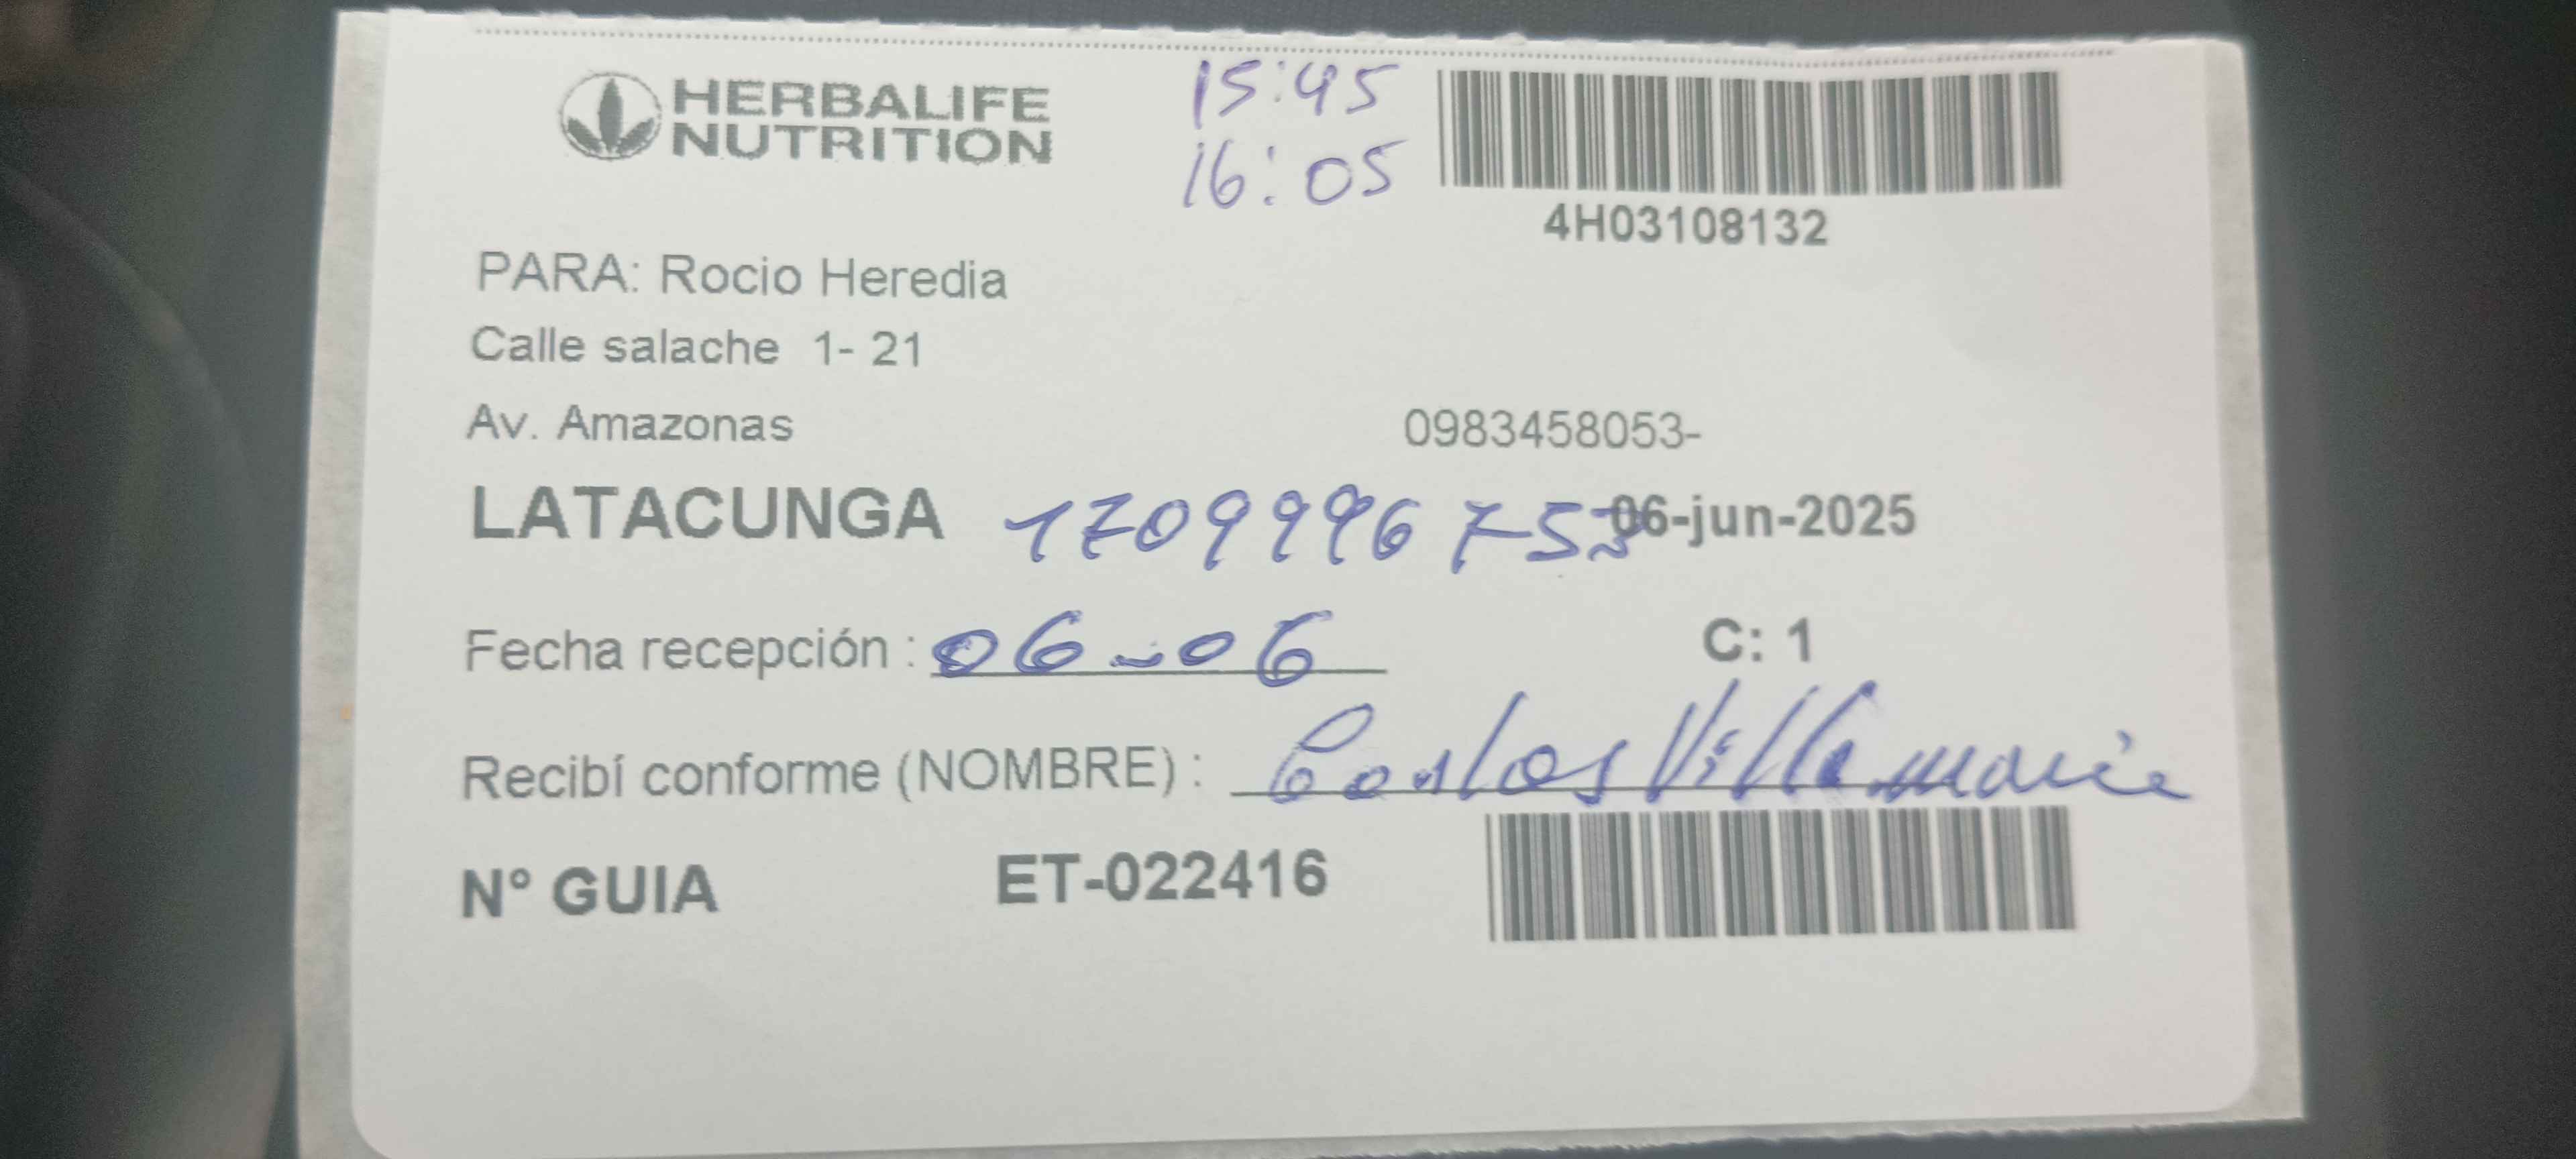 HERBALIFE
NUTRITION
15:45
16:05
4H03108132
PARA: Rocio Heredia
Calle salache 1- 21
Av. Amazonas
0983458053-
LATACUNGA
06-jun-2025
Fecha recepción : 06-06
C: 1
Recibí conforme (NOMBRE) : Carlos
N° GUIA ET-022416